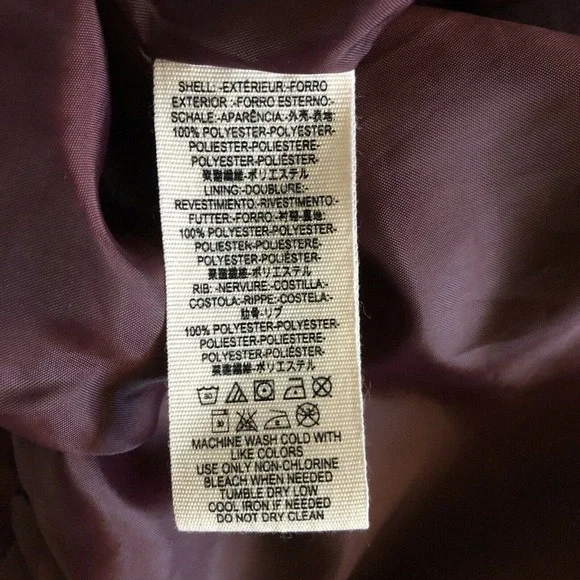 SHELL:-EXTÉRIEUR:-FORRO
EXTERIOR:-FORRO ESTERNO:-
SCHALE:-APARÊNCIA:-外壳-表地:
100% POLYESTER-POLYESTER-
POLIESTER-POLIESTERE-
POLYESTER-POLIÉSTER-
聚酯纖維-ポリエステル
LINING:-DOUBLURE:-
REVESTIMIENTO:-RIVESTIMENTO:-
FUTTER:-FORRO:-衬裡-裏地:
100% POLYESTER-POLYESTER-
POLIESTER-POLIESTERE-
POLYESTER-POLIÉSTER-
聚酯纖維-ポリエステル
RIB:-NERVURE:-COSTILLA:-
COSTOLA:-RIPPE:-COSTELA:-
肋骨-リブ
100% POLYESTER-POLYESTER-
POLIESTER-POLIESTERE-
POLYESTER-POLIÉSTER-
聚酯纖維-ポリエステル
30
30
MACHINE WASH COLD WITH
LIKE COLORS
USE ONLY NON-CHLORINE
BLEACH WHEN NEEDED
TUMBLE DRY LOW
COOL IRON IF NEEDED
DO NOT DRY CLEAN